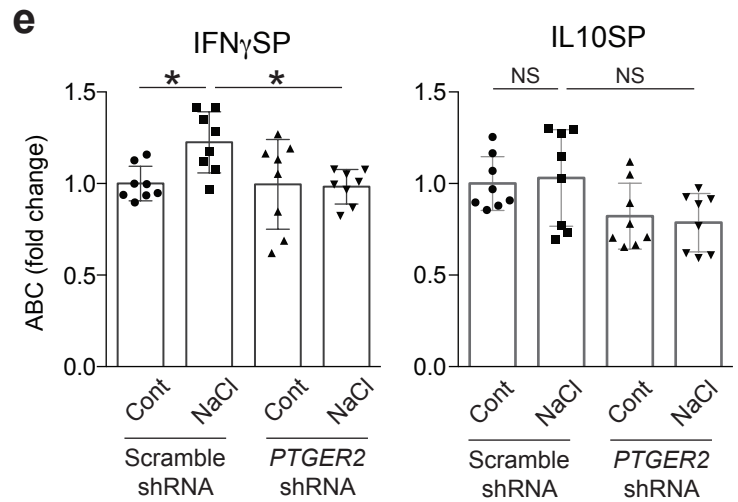 e
IFNγSP
IL10SP
* *
NS NS
ABC (fold change)
1.5
1.0
0.5
0.0
1.5
1.0
0.5
0.0
Cont NaCl Cont NaCl
Cont NaCl Cont NaCl
Scramble shRNA
PTGER2 shRNA
Scramble shRNA
PTGER2 shRNA